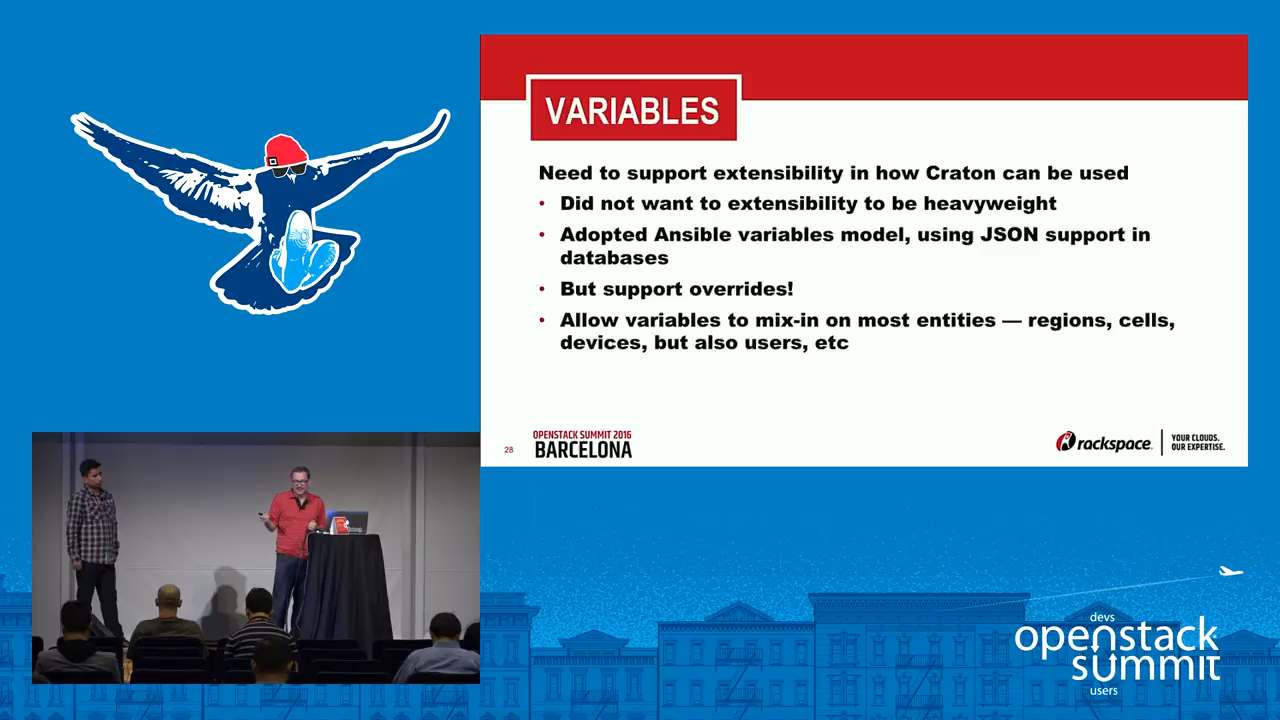 VARIABLES
Need to support extensibility in how Craton can be used
• Did not want to extensibility to be heavyweight
• Adopted Ansible variables model, using JSON support in
databases
• But support overrides!
• Allow variables to mix-in on most entities — regions, cells,
devices, but also users, etc
28
OPENSTACK SUMMIT 2016
BARCELONA
rackspace.
YOUR CLOUDS.
OUR EXPERTISE.
devs
openstack
summit
users